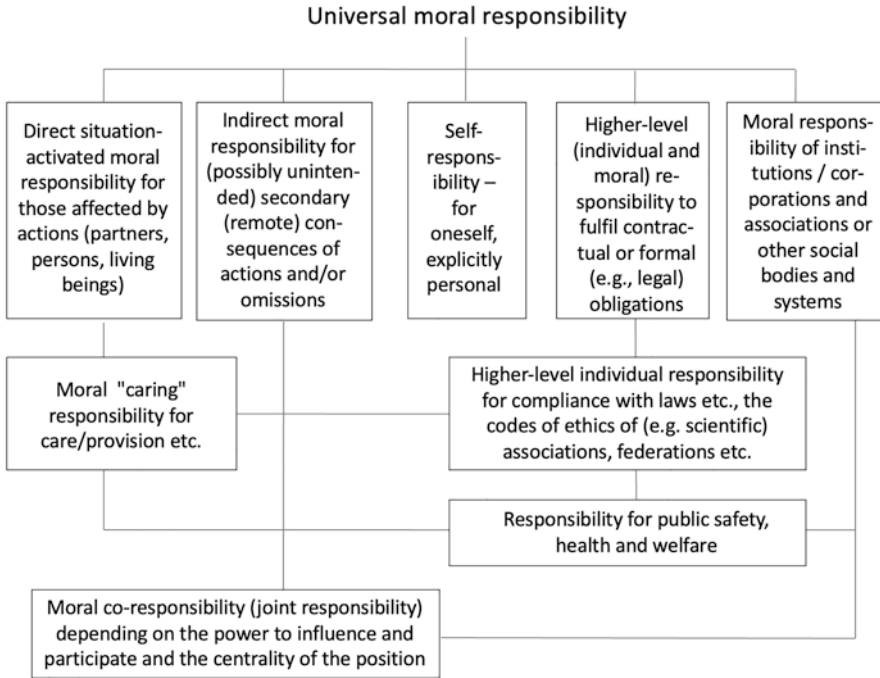 Universal moral responsibility
Direct situation-
activated moral
responsibility for
those affected by
actions (partners,
persons, living
beings)
Indirect moral
responsibility for
(possibly uninten-
ded) secondary
(remote) con-
sequences of
actions and/or
omissions
Self-
respons-
ibility –
for
oneself,
explicitly
personal
Higher-level
(individual and
moral) re-
sponsibility to
fulfil contrac-
tual or formal
(e.g., legal)
obligations
Moral respons-
ibility of insti-
tutions / cor-
porations and
associations or
other social
bodies and
systems
Moral "caring"
responsibility for
care/provision etc.
Higher-level individual responsibility
for compliance with laws etc., the
codes of ethics of (e.g. scientific)
associations, federations etc.
Responsibility for public safety,
health and welfare
Moral co-responsibility (joint responsibility)
depending on the power to influence and
participate and the centrality of the position